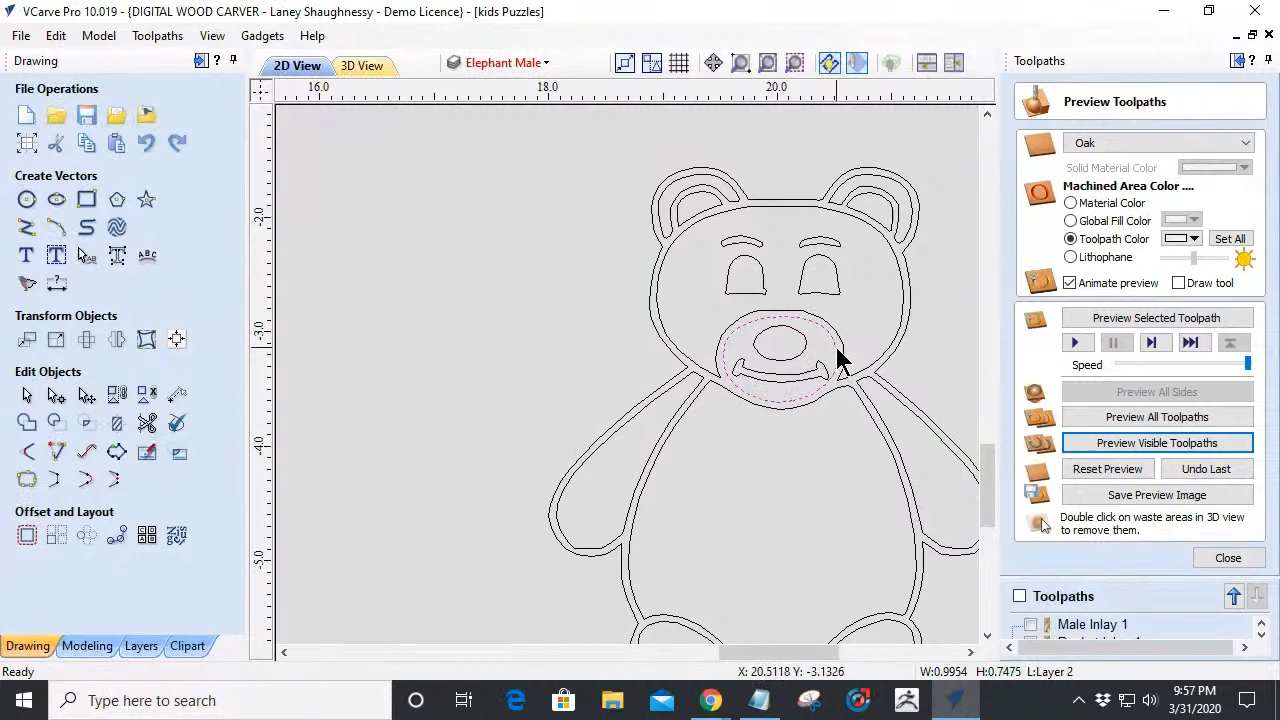 VCarve Pro 10.019 - {DIGITAL WOOD CARVER - Laney Shaughnessy - Demo Licence} - [kids Puzzles]
File Edit Model Toolpaths View Gadgets Help
Drawing
File Operations
Create Vectors
Transform Objects
Edit Objects
Offset and Layout
Drawing Modeling Layers Clipart
Ready
2D View 3D View Elephant Male
16.0 18.0 20.0
-2.0
-3.0
-4.0
-5.0
X: 20.5118 Y: -3.1326 W:0.9954 H:0.7475 L:Layer 2
Toolpaths
Preview Toolpaths
Oak
Solid Material Color
Machined Area Color ....
Material Color
Global Fill Color
Toolpath Color Set All
Lithophane
Animate preview Draw tool
Preview Selected Toolpath
Speed
Preview All Sides
Preview All Toolpaths
Preview Visible Toolpaths
Reset Preview Undo Last
Save Preview Image
Double click on waste areas in 3D view
to remove them.
Close
Toolpaths
Male Inlay 1
Type here to search
9:57 PM
3/31/2020